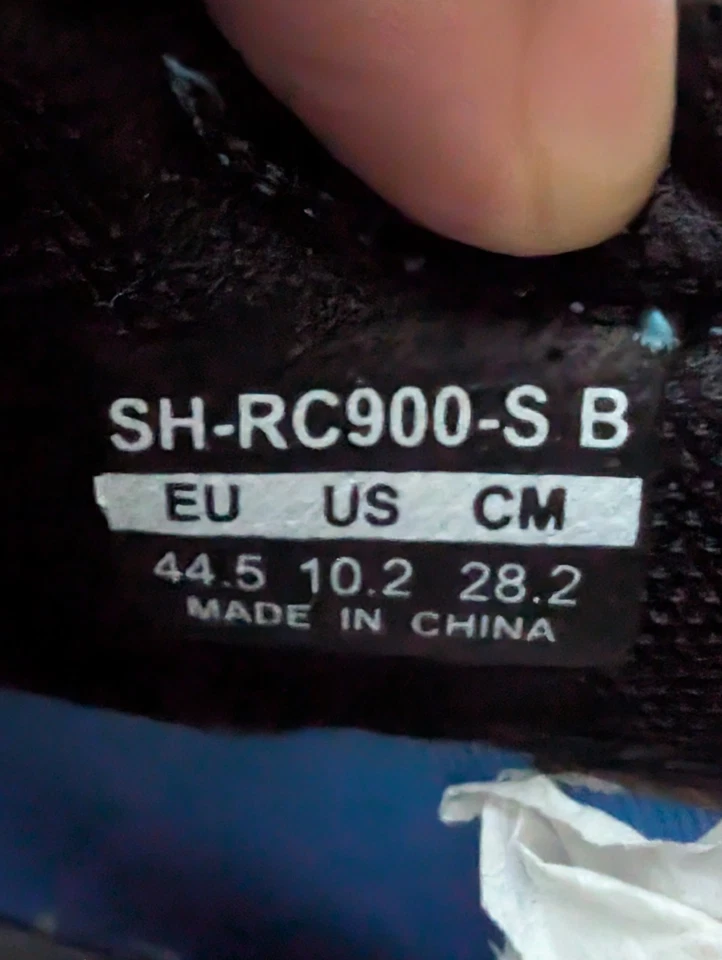 SH-RC900-S B
EU US CM
44.5 10.2 28.2
MADE IN CHINA